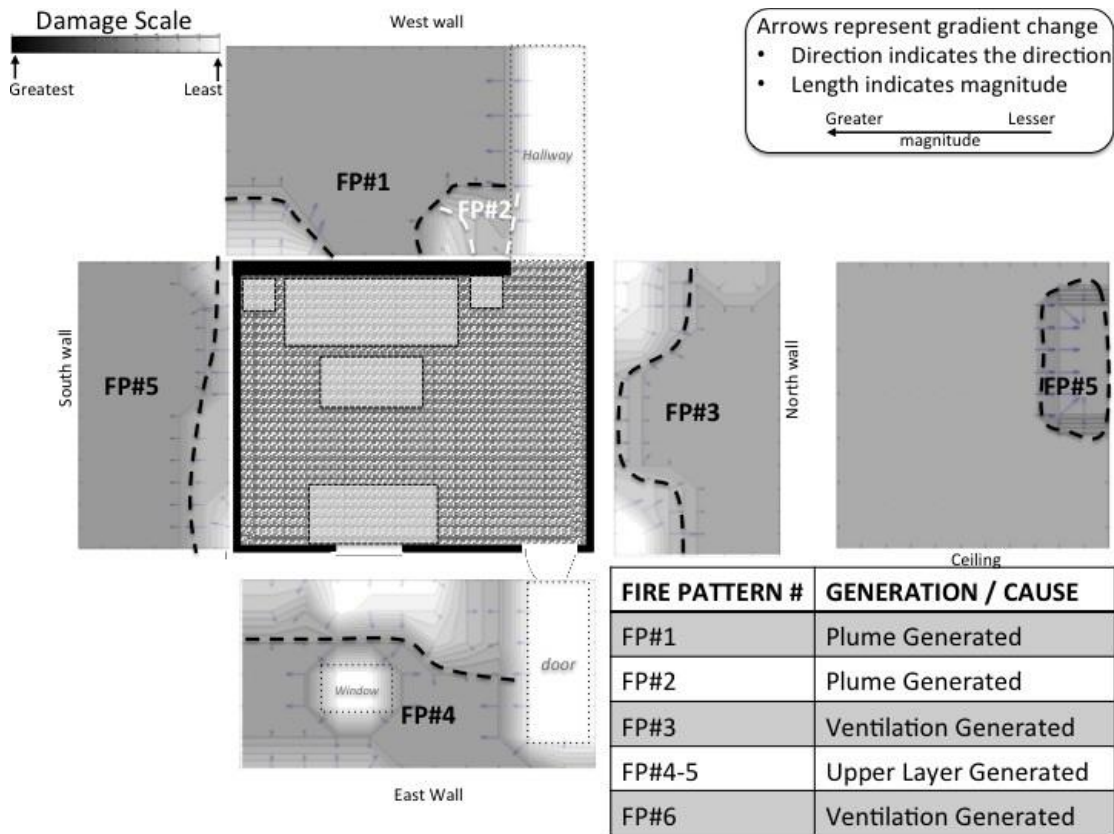 Damage Scale
Greatest
Least
West wall
Arrows represent gradient change
• Direction indicates the direction
• Length indicates magnitude
Greater
Lesser
magnitude
Hallway
FP#1
FP#2
South wall
FP#5
FP#3
North wall
FP#5
Ceiling
Window
FP#4
door
East Wall
FIRE PATTERN # GENERATION / CAUSE
FP#1 Plume Generated
FP#2 Plume Generated
FP#3 Ventilation Generated
FP#4-5 Upper Layer Generated
FP#6 Ventilation Generated